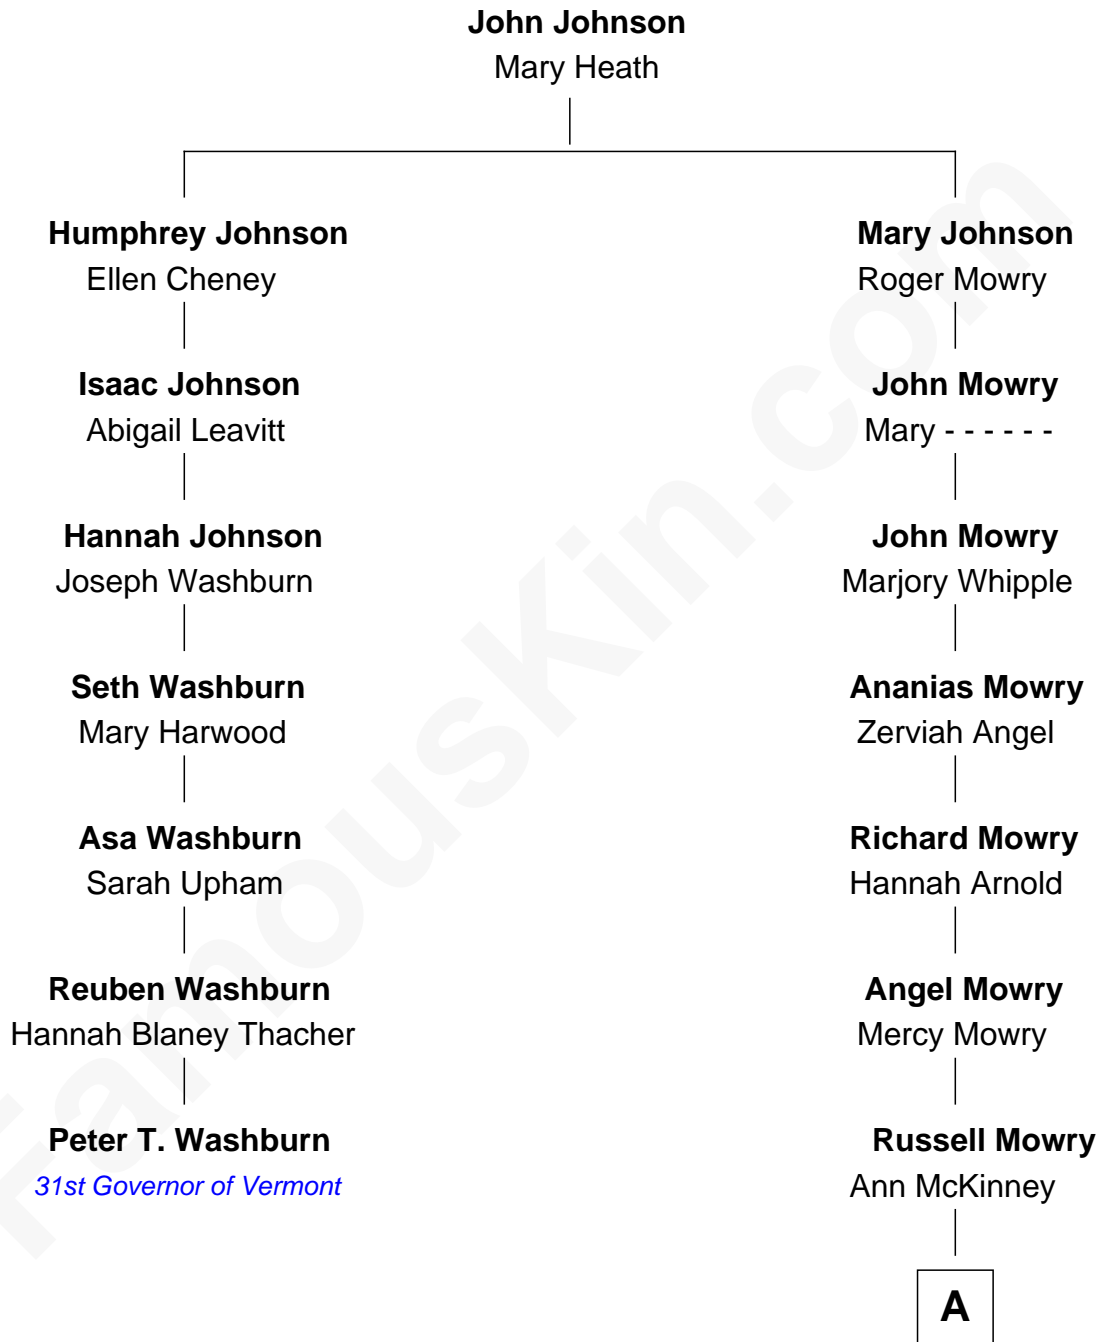 John Johnson
Mary Heath
Humphrey Johnson
Ellen Cheney
Mary Johnson
Roger Mowry
Isaac Johnson
Abigail Leavitt
John Mowry
Mary - - - - - -
Hannah Johnson
Joseph Washburn
John Mowry
Marjory Whipple
Seth Washburn
Mary Harwood
Ananias Mowry
Zerviah Angel
Asa Washburn
Sarah Upham
Richard Mowry
Hannah Arnold
Reuben Washburn
Hannah Blaney Thacher
Angel Mowry
Mercy Mowry
Peter T. Washburn
31st Governor of Vermont
Russell Mowry
Ann McKinney
A
FamousKin.com